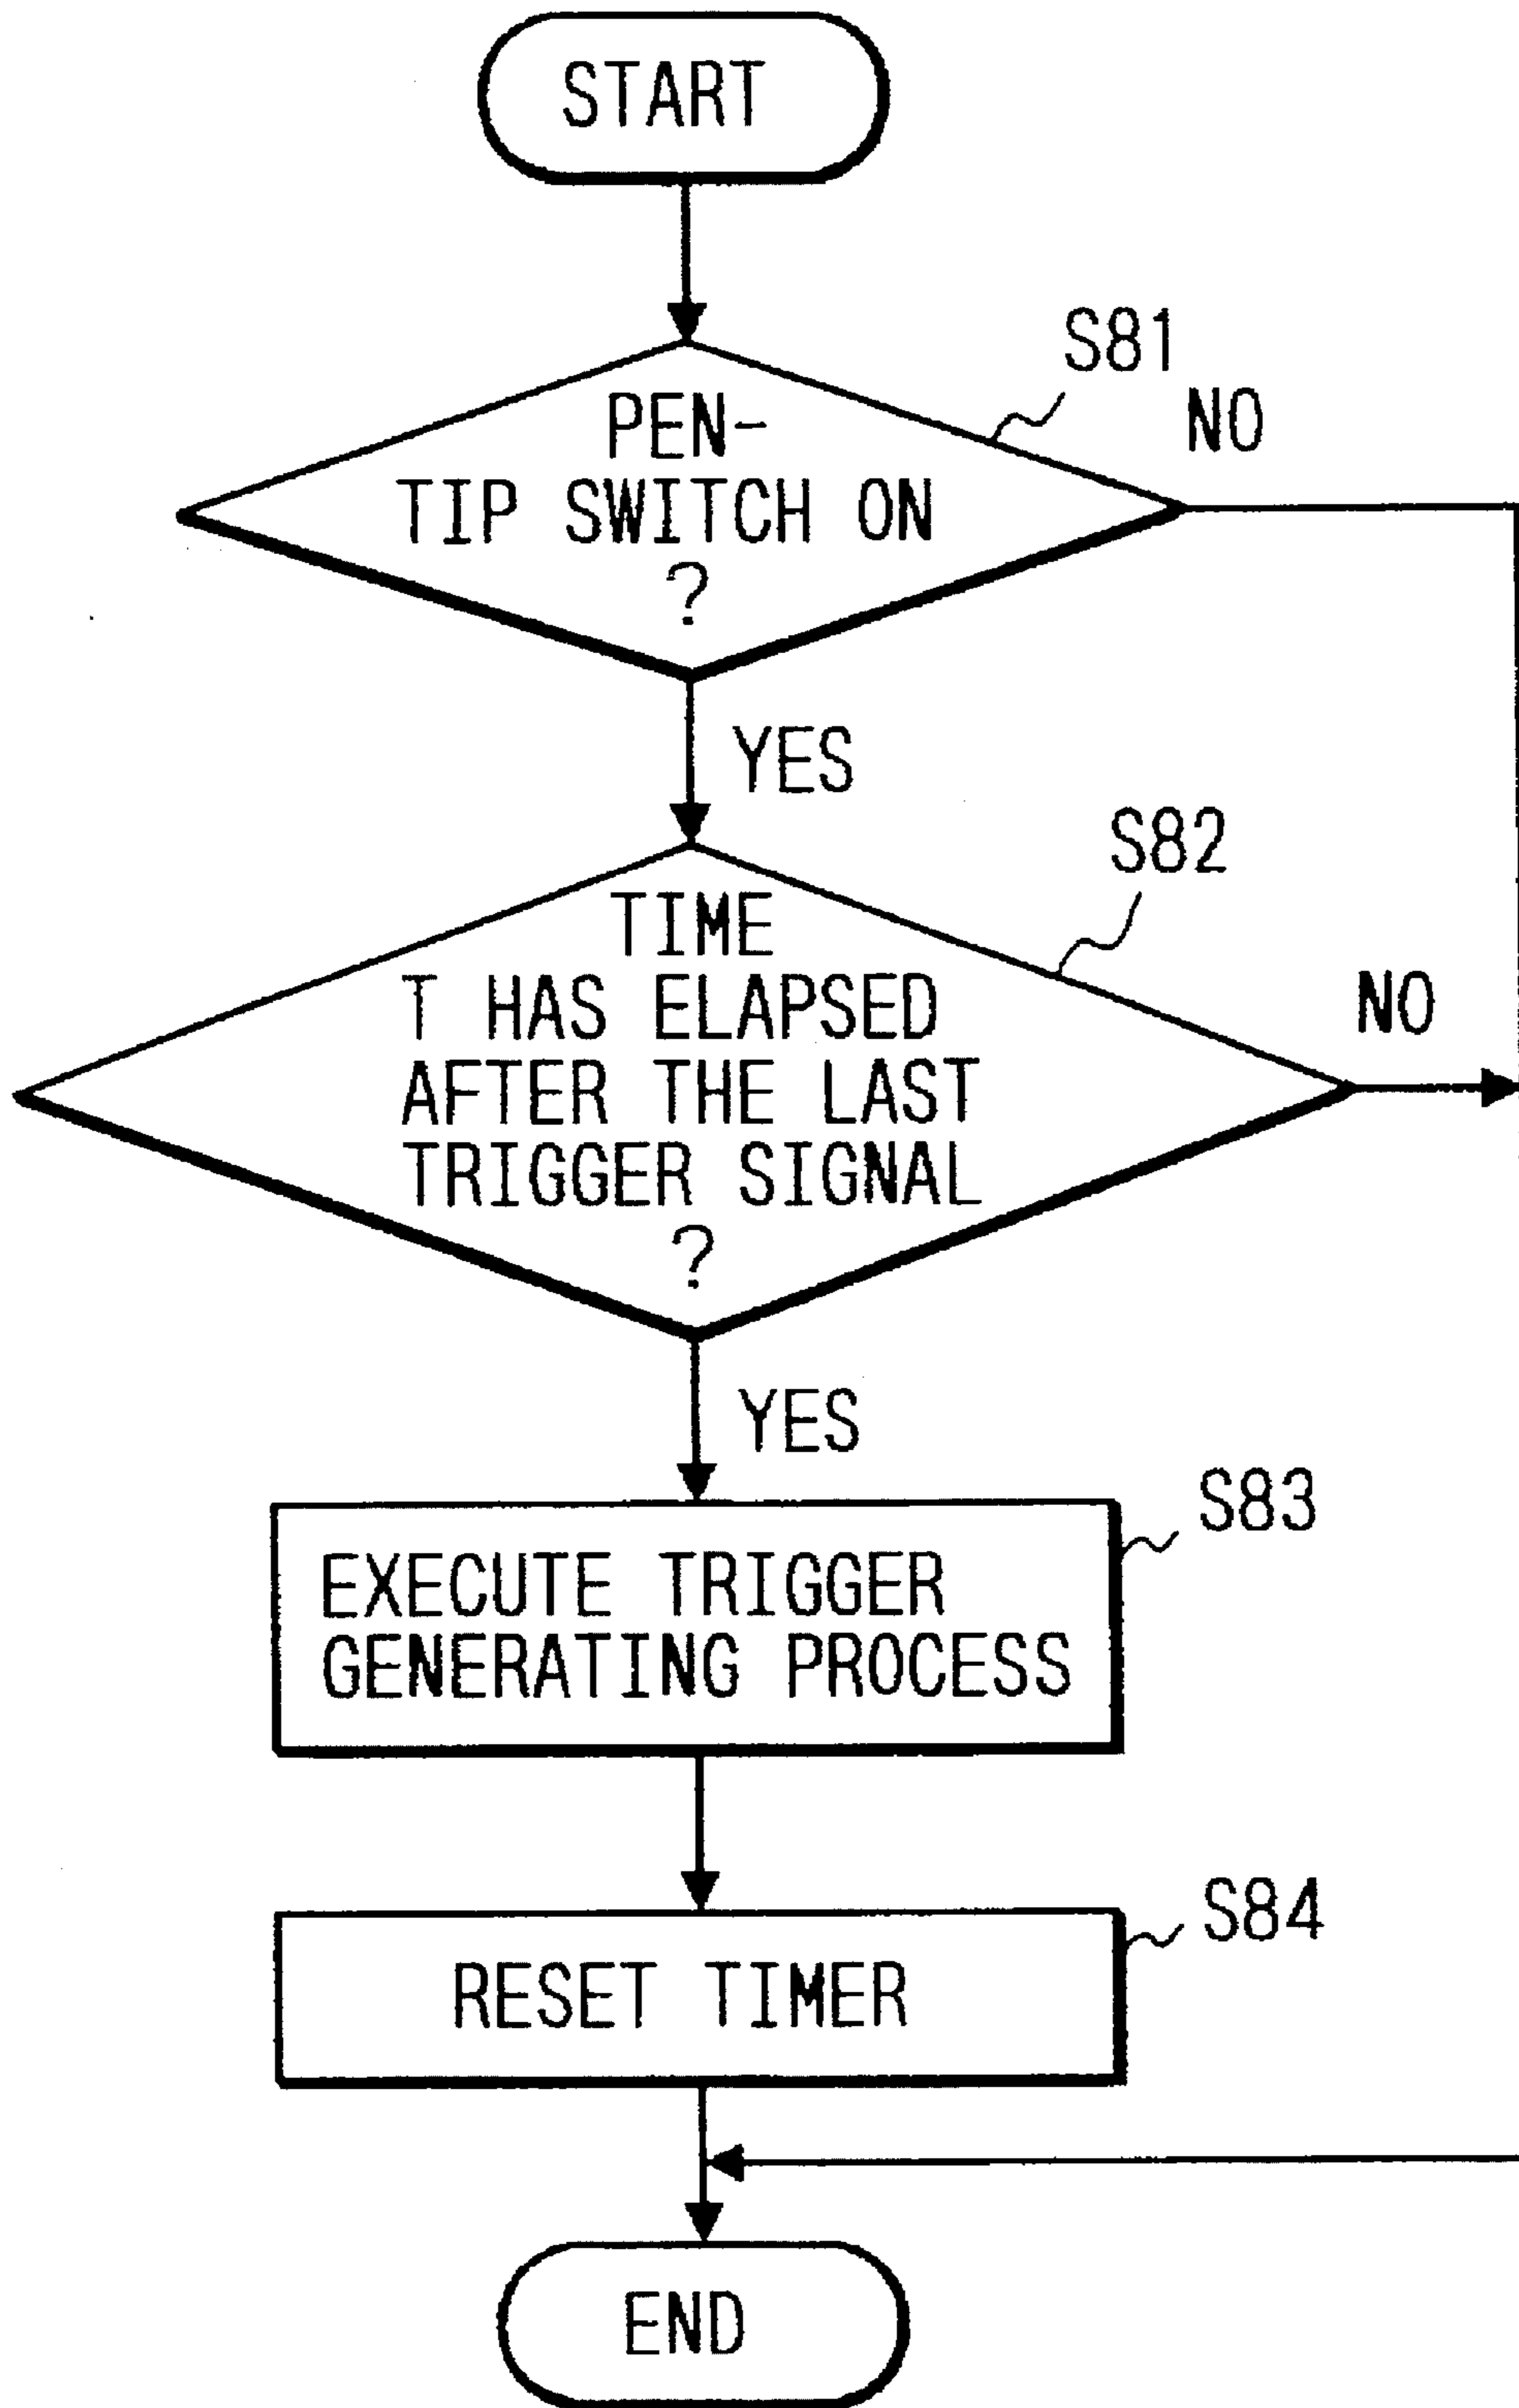 START
S81
NO
PEN-
TIP SWITCH ON
?
YES
S82
TIME
T HAS ELAPSED
NO
AFTER THE LAST
TRIGGER SIGNAL
?
YES
S83
EXECUTE TRIGGER
GENERATING PROCESS
S84
RESET TIMER
END